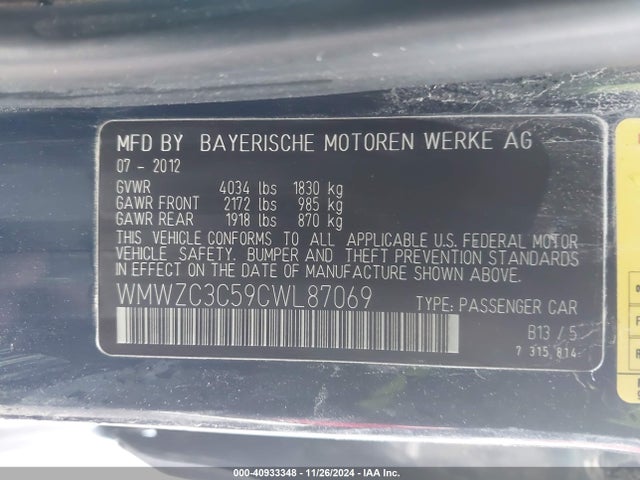 MFD BY BAYERISCHE MOTOREN WERKE AG
07 - 2012
GVWR 4034 lbs 1830 kg
GAWR FRONT 2172 lbs 985 kg
GAWR REAR 1918 lbs 870 kg
THIS VEHICLE CONFORMS TO ALL APPLICABLE U.S. FEDERAL MOTOR
VEHICLE SAFETY, BUMPER AND THEFT PREVENTION STANDARDS
IN EFFECT ON THE DATE OF MANUFACTURE SHOWN ABOVE.
WMWZC3C59CWL87069 TYPE: PASSENGER CAR
B13 / 5
7 315 814
000-40933348 - 11/26/2024 - IAA Inc.